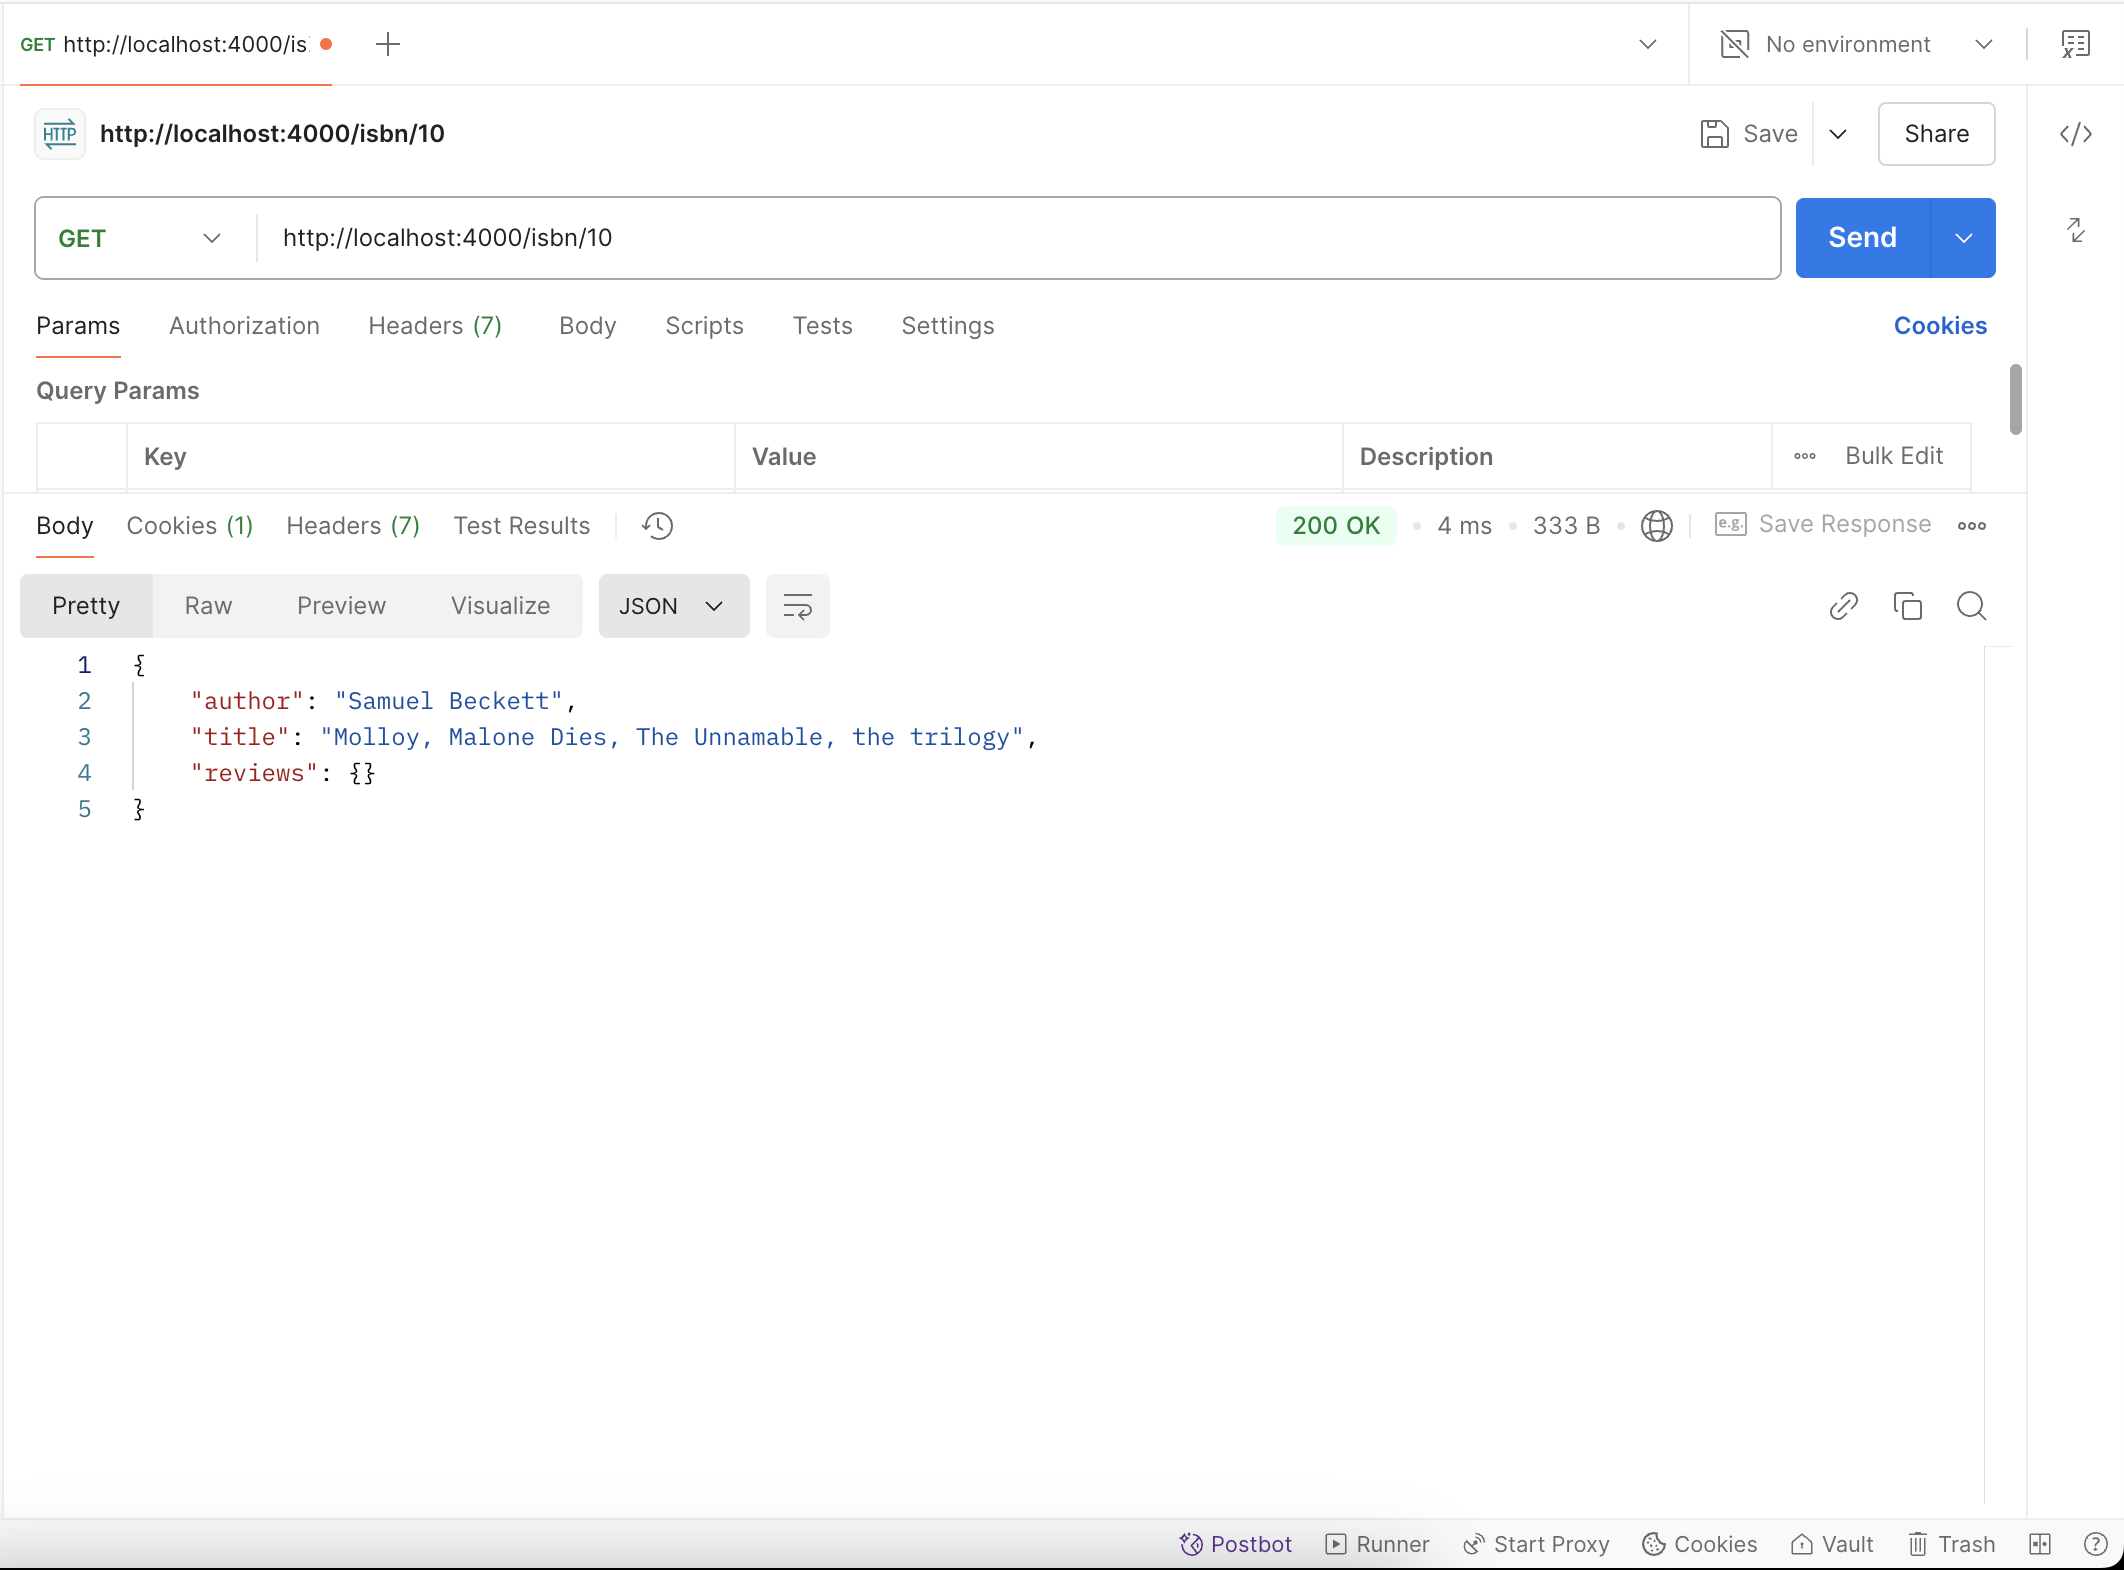 GET http://localhost:4000/is
No environment
HTTP http://localhost:4000/isbn/10
Save
Share
GET http://localhost:4000/isbn/10
Send
Params Authorization Headers (7) Body Scripts Tests Settings Cookies
Query Params
Key Value Description Bulk Edit
Body Cookies (1) Headers (7) Test Results 200 OK 4 ms 333 B e.g. Save Response
Pretty Raw Preview Visualize JSON
1 {
2 "author": "Samuel Beckett",
3 "title": "Molloy, Malone Dies, The Unnamable, the trilogy",
4 "reviews": {}
5 }
Postbot Runner Start Proxy Cookies Vault Trash